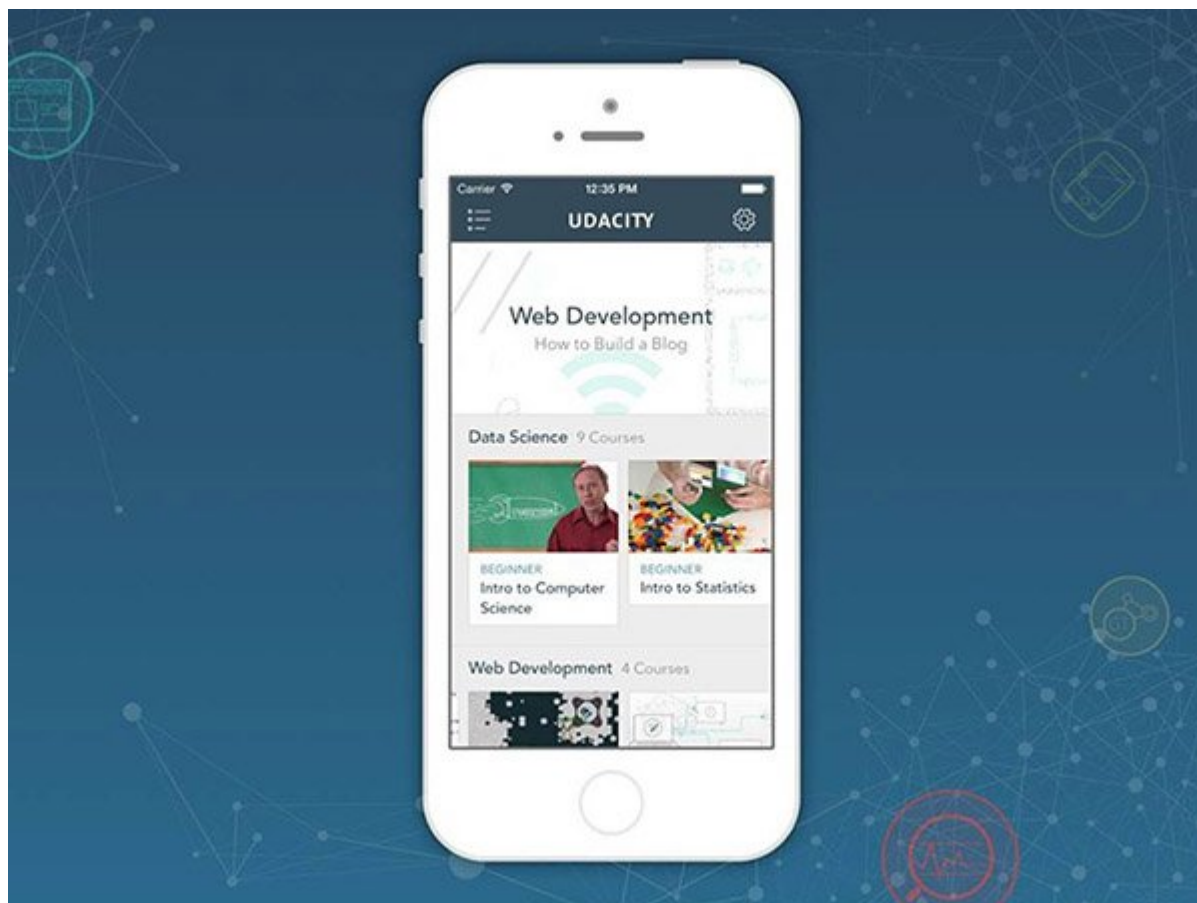 Carrier 12:35 PM
UDACITY
Web Development
How to Build a Blog
Data Science 9 Courses
BEGINNER
Intro to Computer
Science
BEGINNER
Intro to Statistics
Web Development 4 Courses